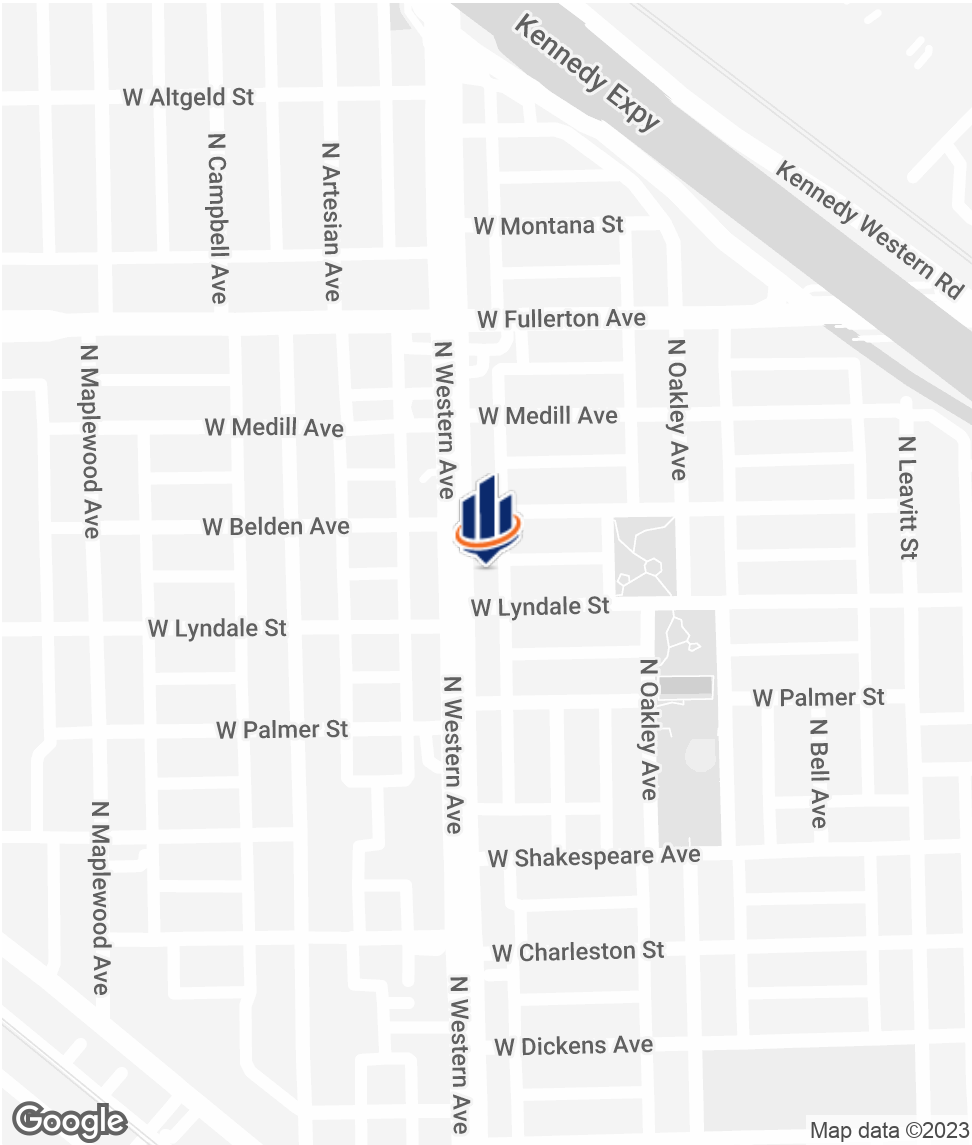 Kennedy Expy
W Altgeld St
N Campbell Ave
N Artesian Ave
Kennedy Western Rd
W Montana St
W Fullerton Ave
N Maplewood Ave
N Western Ave
N Oakley Ave
W Medill Ave
W Medill Ave
N Leavitt St
W Belden Ave
W Lyndale St
W Lyndale St
N Western Ave
N Oakley Ave
W Palmer St
W Palmer St
N Bell Ave
N Maplewood Ave
W Shakespeare Ave
W Charleston St
N Western Ave
W Dickens Ave
Google
Map data ©2023